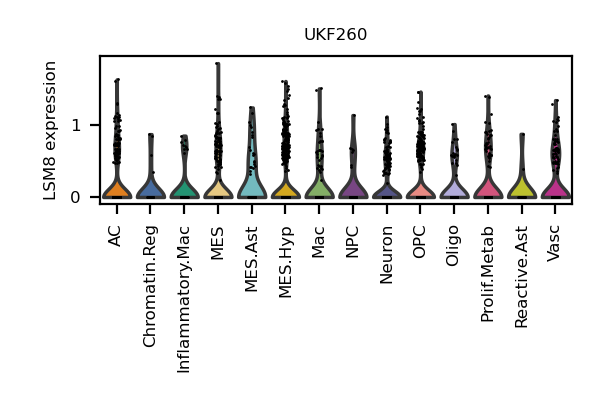 UKF260
LSM8 expression
1
0
AC
Chromatin.Reg
Inflammatory.Mac
MES
MES.Ast
MES.Hyp
Mac
NPC
Neuron
OPC
Oligo
Prolif.Metab
Reactive.Ast
Vasc